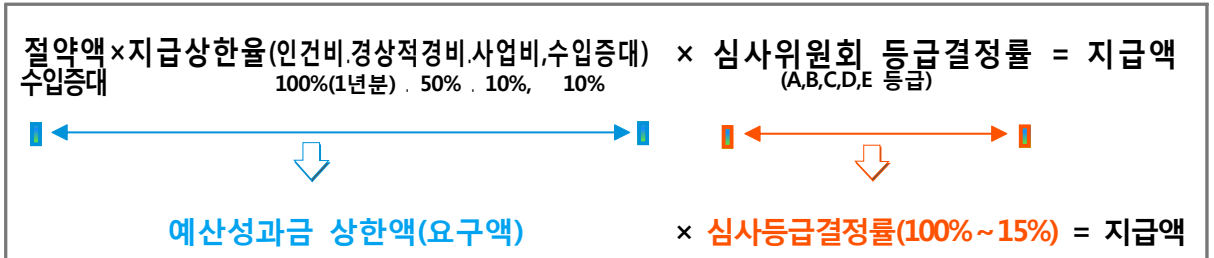 절약액×지급상한율(인건비.경상적경비.사업비,수입증대) × 심사위원회 등급결정률 = 지급액
수입증대 100%(1년분) . 50% . 10%, 10% (A,B,C,D,E 등급)
예산성과금 상한액(요구액) × 심사등급결정률(100%~15%) = 지급액